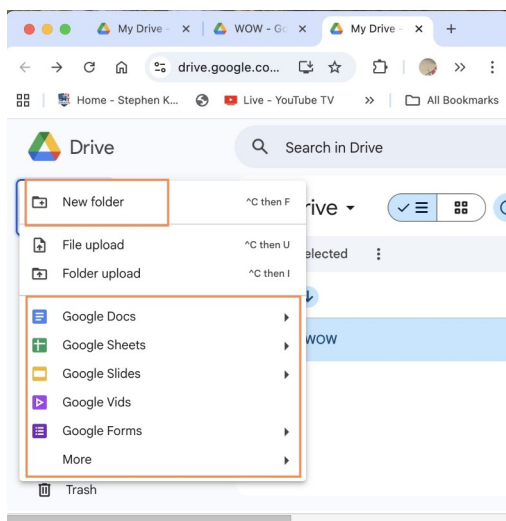 My Drive -
WOW - Go
My Drive -
drive.google.co...
Home - Stephen K...
Live - YouTube TV
All Bookmarks
Drive
Search in Drive
New folder ^C then F
rive
File upload ^C then U
elected
Folder upload ^C then I
Google Docs
Google Sheets
WOW
Google Slides
Google Vids
Google Forms
More
Trash